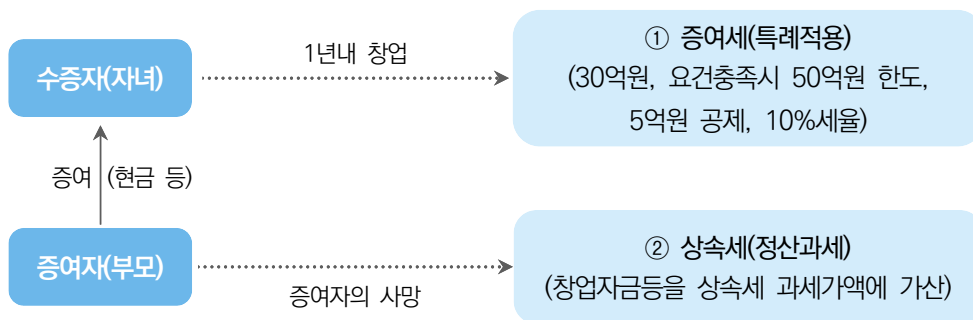 수증자(자녀)
1년내 창업
① 증여세(특례적용)
(30억원, 요건충족시 50억원 한도,
5억원 공제, 10%세율)
증여 (현금 등)
증여자(부모)
증여자의 사망
② 상속세(정산과세)
(창업자금등을 상속세 과세가액에 가산)